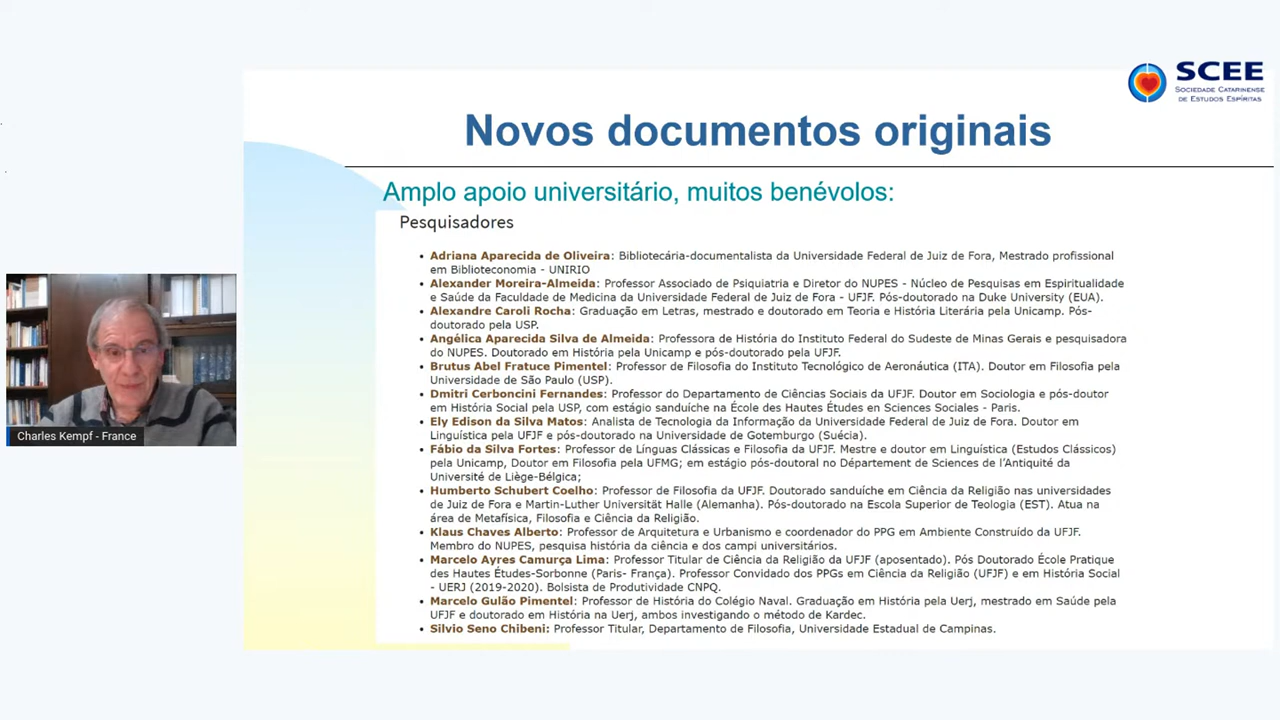 SCEE
SOCIEDADE CATARINENSE
DE ESTUDOS ESPÍRITAS
Novos documentos originais
Amplo apoio universitário, muitos benévolos:
Pesquisadores
• Adriana Aparecida de Oliveira: Bibliotecária-documentalista da Universidade Federal de Juiz de Fora, Mestrado profissional
em Biblioteconomia - UNIRIO
• Alexander Moreira-Almeida: Professor Associado de Psiquiatria e Diretor do NUPES - Núcleo de Pesquisas em Espiritualidade
e Saúde da Faculdade de Medicina da Universidade Federal de Juiz de Fora - UFJF. Pós-doutorado na Duke University (EUA).
• Alexandre Caroli Rocha: Graduação em Letras, mestrado e doutorado em Teoria e História Literária pela Unicamp. Pós-
doutorado pela USP.
• Angélica Aparecida Silva de Almeida: Professora de História do Instituto Federal do Sudeste de Minas Gerais e pesquisadora
do NUPES. Doutorado em História pela Unicamp e pós-doutorado pela UFJF.
• Brutus Abel Fratuce Pimentel: Professor de Filosofia do Instituto Tecnológico de Aeronáutica (ITA). Doutor em Filosofia pela
Universidade de São Paulo (USP).
• Dmitri Cerboncini Fernandes: Professor do Departamento de Ciências Sociais da UFJF. Doutor em Sociologia e pós-doutor
em História Social pela USP, com estágio sanduíche na École des Hautes Études en Sciences Sociales - Paris.
• Ely Edison da Silva Matos: Analista de Tecnologia da Informação da Universidade Federal de Juiz de Fora. Doutor em
Linguística pela UFJF e pós-doutorado na Universidade de Gotemburgo (Suécia).
• Fábio da Silva Fortes: Professor de Línguas Clássicas e Filosofia da UFJF. Mestre e doutor em Linguística (Estudos Clássicos)
pela Unicamp, Doutor em Filosofia pela UFMG; em estágio pós-doutoral no Département de Sciences de l'Antiquité da
Université de Liège-Bélgica;
• Humberto Schubert Coelho: Professor de Filosofia da UFJF. Doutorado sanduíche em Ciência da Religião nas universidades
de Juiz de Fora e Martin-Luther Universität Halle (Alemanha). Pós-doutorado na Escola Superior de Teologia (EST). Atua na
área de Metafísica, Filosofia e Ciência da Religião.
• Klaus Chaves Alberto: Professor de Arquitetura e Urbanismo e coordenador do PPG em Ambiente Construído da UFJF.
Membro do NUPES, pesquisa história da ciência e dos campi universitários.
• Marcelo Ayres Camurça Lima: Professor Titular de Ciência da Religião da UFJF (aposentado). Pós Doutorado École Pratique
des Hautes Études-Sorbonne (Paris- França). Professor Convidado dos PPGs em Ciência da Religião (UFJF) e em História Social
- UERJ (2019-2020). Bolsista de Produtividade CNPQ.
• Marcelo Gulão Pimentel: Professor de História do Colégio Naval. Graduação em História pela Uerj, mestrado em Saúde pela
UFJF e doutorado em História na Uerj, ambos investigando o método de Kardec.
• Silvio Seno Chibeni: Professor Titular, Departamento de Filosofia, Universidade Estadual de Campinas.
Charles Kempf - France